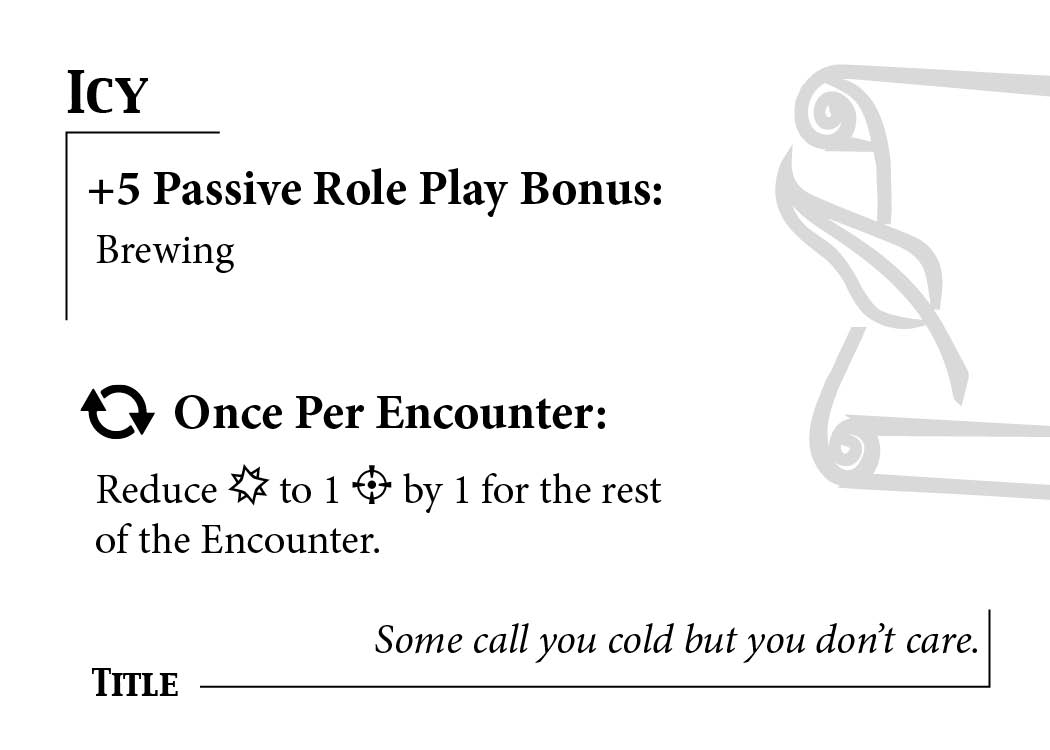 Icy
+5 Passive Role Play Bonus:
Brewing
Once Per Encounter:
Reduce to 1 by 1 for the rest
of the Encounter.
Some call you cold but you don’t care.
Title